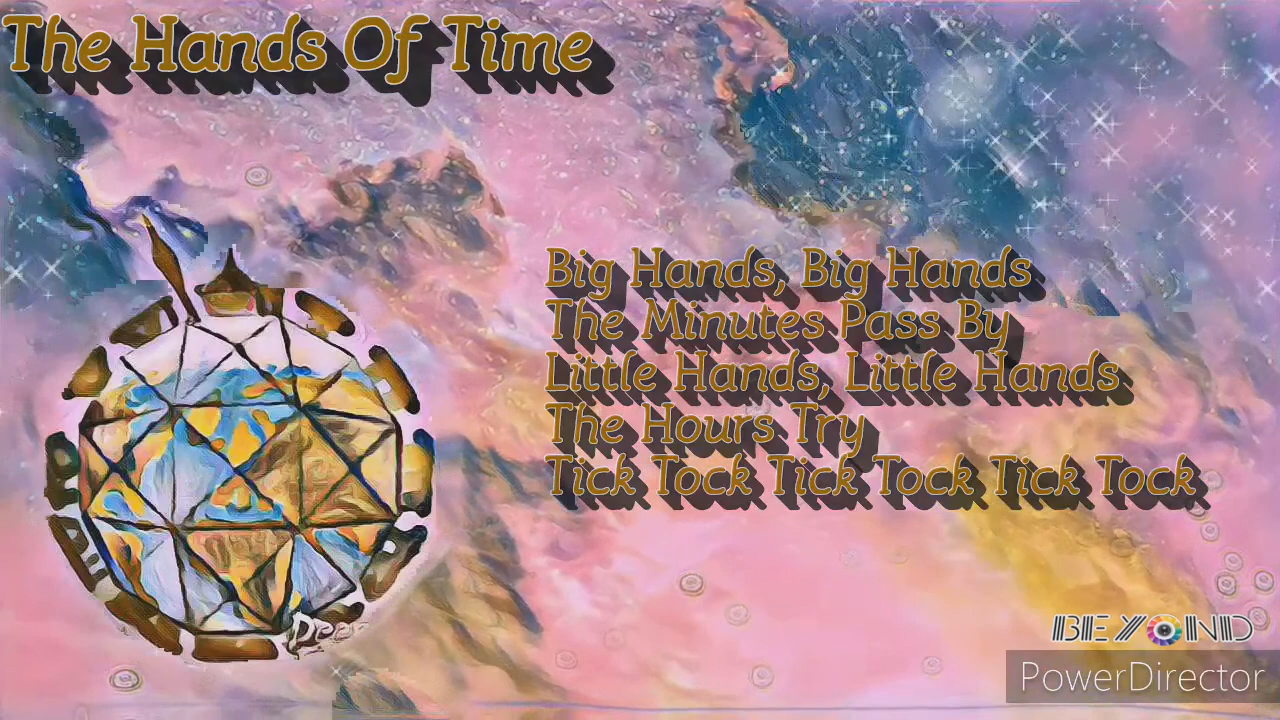 The Hands Of Time
Big Hands, Big Hands
The Minutes Pass By
Little Hands, Little Hands
The Hours Try
Tick Tock Tick Tock Tick Tock
BEYOND
PowerDirector